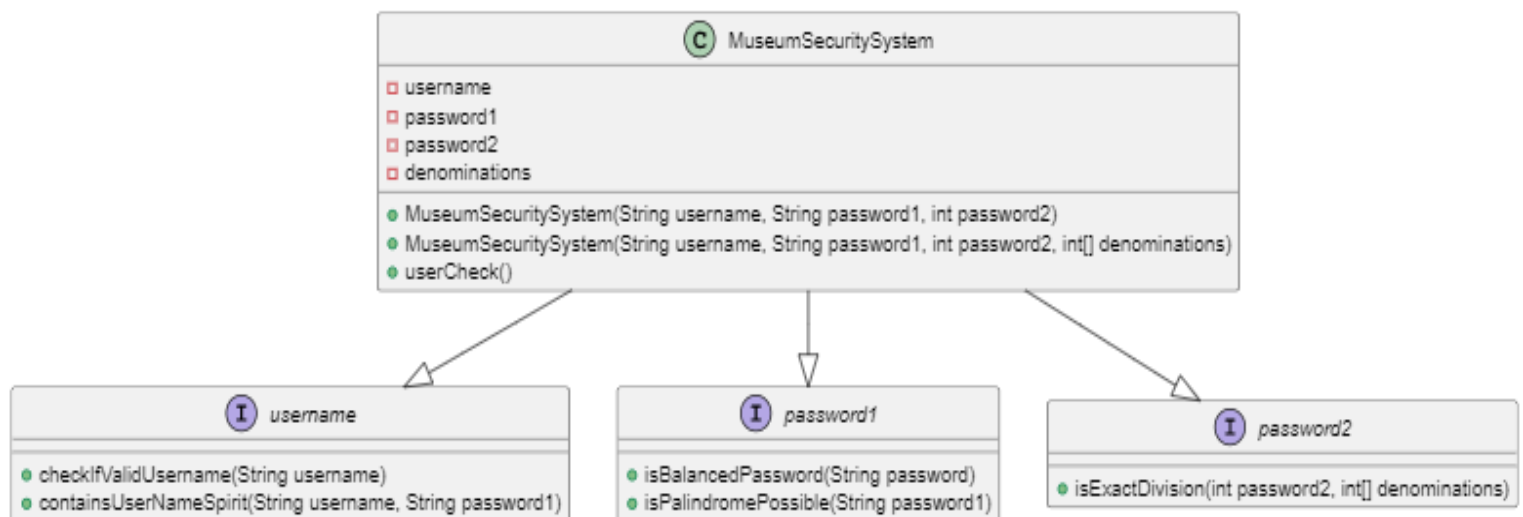 C MuseumSecuritySystem
username
password1
password2
denominations
MuseumSecuritySystem(String username, String password1, int password2)
MuseumSecuritySystem(String username, String password1, int password2, int[] denominations)
userCheck()
I username
checkIfValidUsername(String username)
containsUserNameSpirit(String username, String password1)
I password1
isBalancedPassword(String password)
isPalindromePossible(String password1)
I password2
isExactDivision(int password2, int[] denominations)